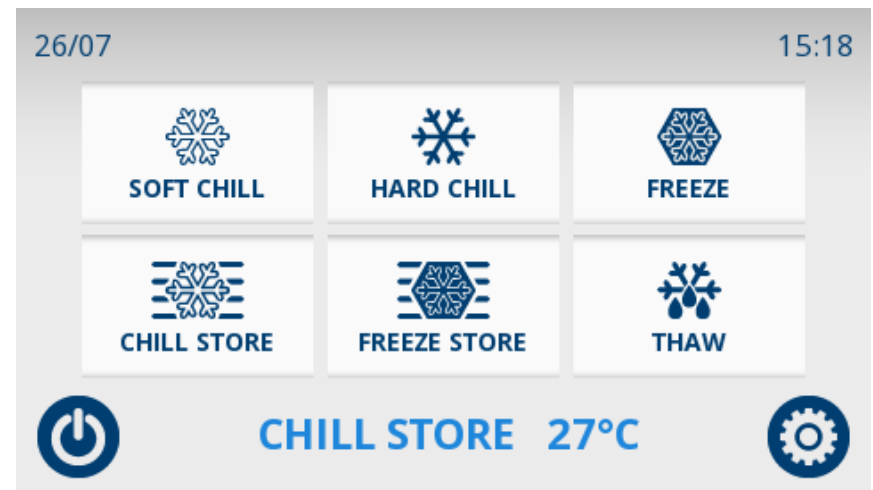 26/07 15:18
SOFT CHILL HARD CHILL FREEZE
CHILL STORE FREEZE STORE THAW
CHILL STORE 27°C